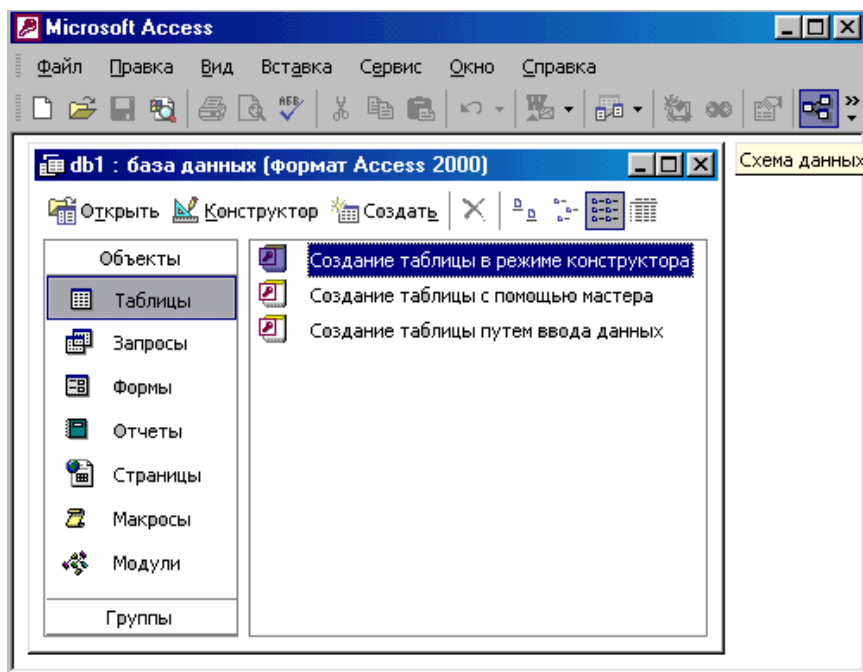 Microsoft Access
Файл Правка Вид Вставка Сервис Окно Справка
Схема данных
db1 : база данных (формат Access 2000)
Открыть Конструктор Создать
Объекты
Таблицы
Запросы
Формы
Отчеты
Страницы
Макросы
Модули
Группы
Создание таблицы в режиме конструктора
Создание таблицы с помощью мастера
Создание таблицы путем ввода данных